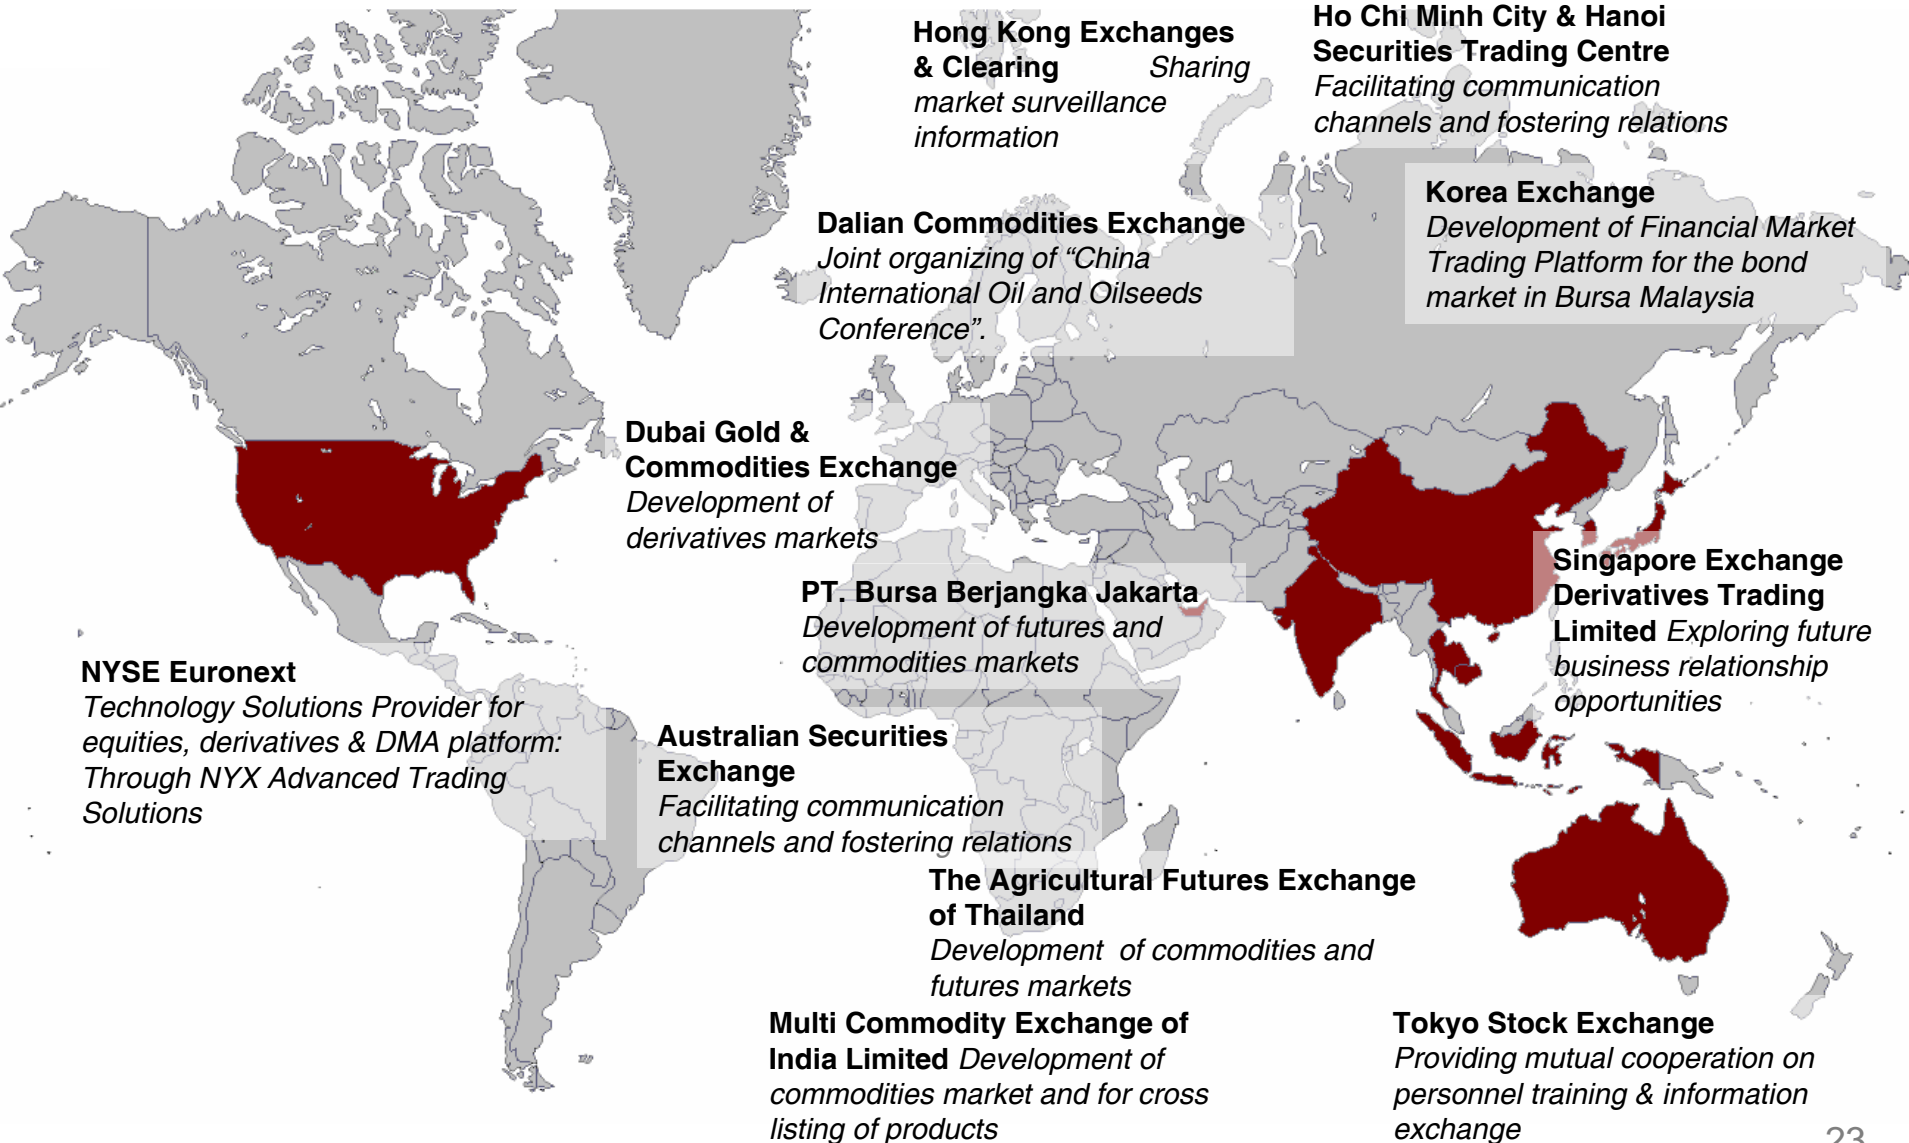 Hong Kong Exchanges
& Clearing Sharing
market surveillance
information
Ho Chi Minh City & Hanoi
Securities Trading Centre
Facilitating communication
channels and fostering relations
Korea Exchange
Development of Financial Market
Trading Platform for the bond
market in Bursa Malaysia
Dalian Commodities Exchange
Joint organizing of “China
International Oil and Oilseeds
Conference”.
Dubai Gold &
Commodities Exchange
Development of
derivatives markets
PT. Bursa Berjangka Jakarta
Development of futures and
commodities markets
Singapore Exchange
Derivatives Trading
Limited Exploring future
business relationship
opportunities
NYSE Euronext
Technology Solutions Provider for
equities, derivatives & DMA platform:
Through NYX Advanced Trading
Solutions
Australian Securities
Exchange
Facilitating communication
channels and fostering relations
The Agricultural Futures Exchange
of Thailand
Development of commodities and
futures markets
Multi Commodity Exchange of
India Limited Development of
commodities market and for cross
listing of products
Tokyo Stock Exchange
Providing mutual cooperation on
personnel training & information
exchange
23